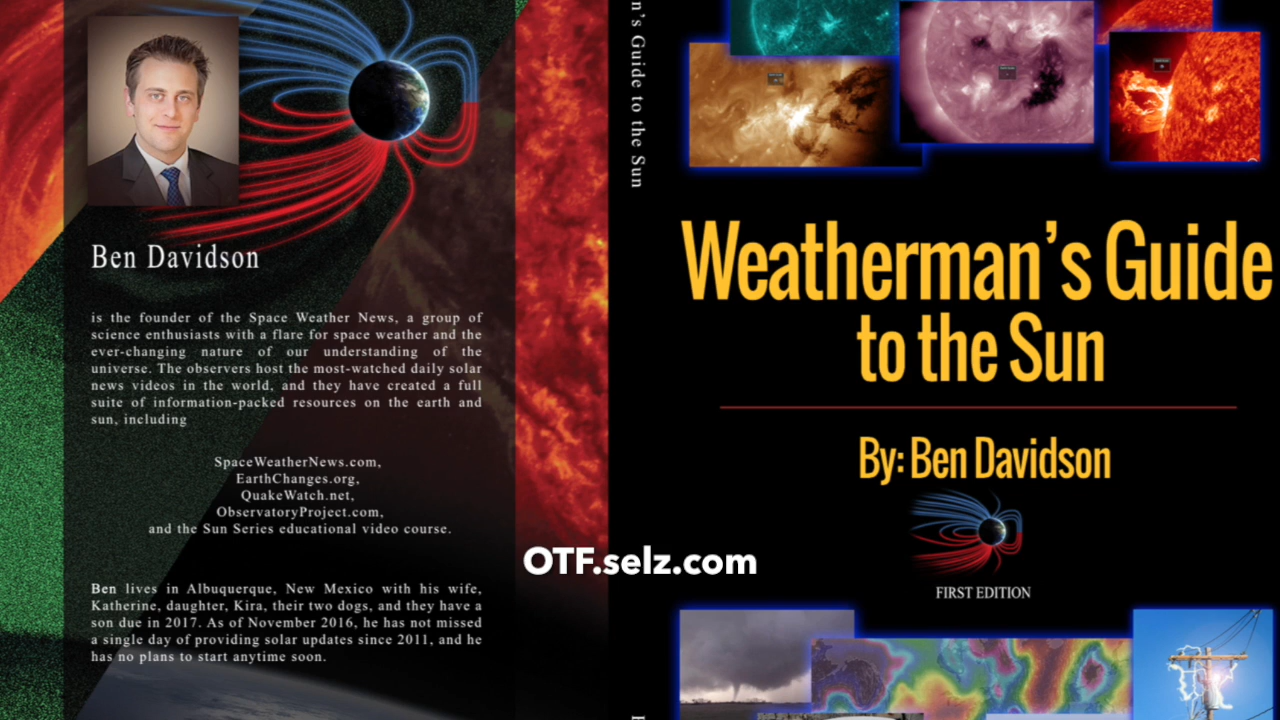 Ben Davidson
is the founder of the Space Weather News, a group of
science enthusiasts with a flare for space weather and the
ever-changing nature of our understanding of the
universe. The observers host the most-watched daily solar
news videos in the world, and they have created a full
suite of information-packed resources on the earth and
sun, including
SpaceWeatherNews.com,
EarthChanges.org,
QuakeWatch.net,
ObservatoryProject.com,
and the Sun Series educational video course.
Ben lives in Albuquerque, New Mexico with his wife,
Katherine, daughter, Kira, their two dogs, and they have a
son due in 2017. As of November 2016, he has not missed
a single day of providing solar updates since 2011, and he
has no plans to start anytime soon.
n's Guide to the Sun
Weatherman's Guide
to the Sun
By: Ben Davidson
FIRST EDITION
OTF.selz.com